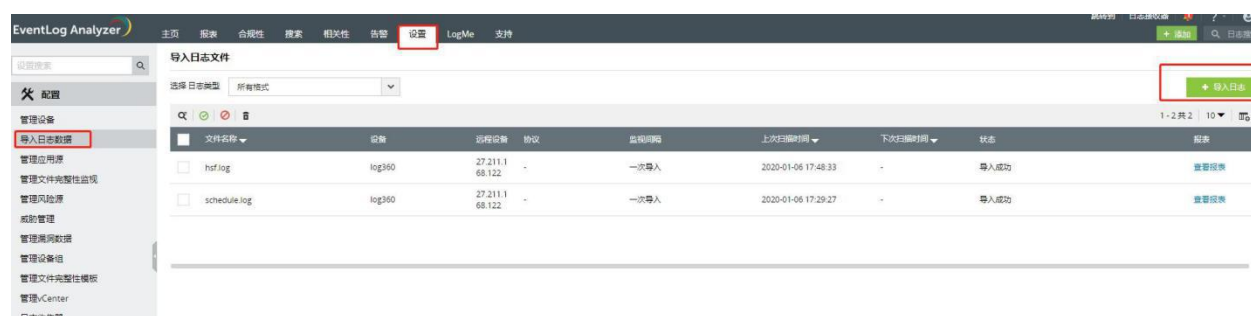 跳转到 日志接收器 ?
EventLog Analyzer 主页 报表 合规性 搜索 相关性 告警 设置 LogMe 支持 + 添加
设置搜索 导入日志文件
选择 日志类型 所有格式 + 导入日志
配置
管理设备 1-2 共 2 10
导入日志数据 文件名称 设备 远程设备 协议 监视间隔 上次扫描时间 下次扫描时间 状态 报表
管理应用源
管理文件完整性监视 hsf.log log360 27.211.1 - 一次导入 2020-01-06 17:48:33 - 导入成功 查看报表
68.122
管理风险源 schedule.log log360 27.211.1 - 一次导入 2020-01-06 17:29:27 - 导入成功 查看报表
68.122
威胁管理
管理漏洞数据
管理设备组
管理文件完整性模板
管理vCenter